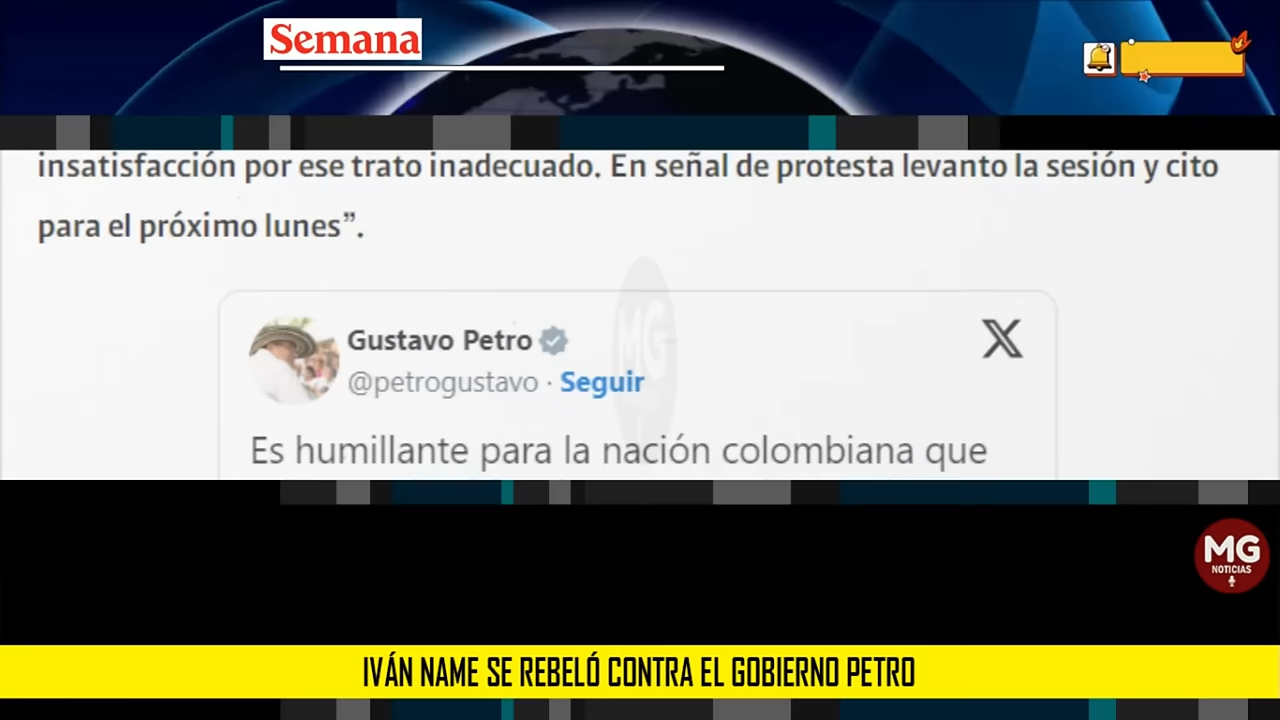 Semana
insatisfacción por ese trato inadecuado. En señal de protesta levanto la sesión y cito
para el próximo lunes”.
Gustavo Petro
@petrogustavo · Seguir
X
Es humillante para la nación colombiana que
MG
MG
NOTICIAS
IVÁN NAME SE REBELÓ CONTRA EL GOBIERNO PETRO